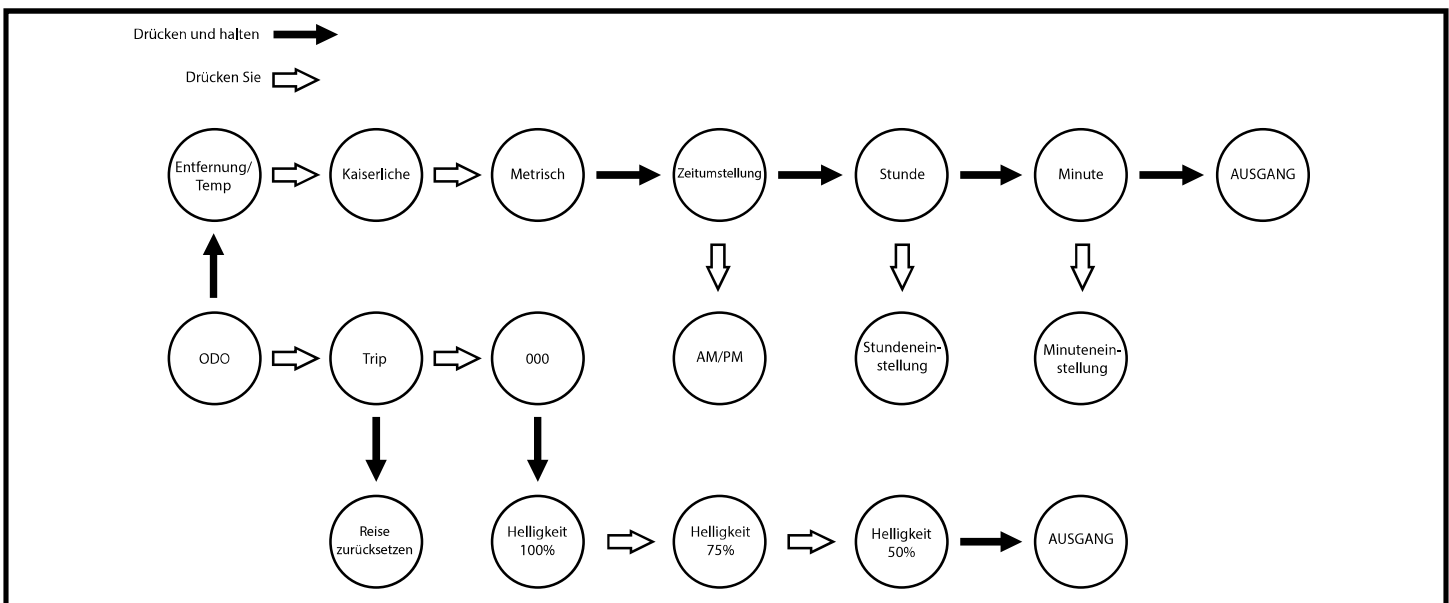 Drücken und halten
Drücken Sie
Entfernung/
Temp
Kaiserliche
Metrisch
Zeitumstellung
Stunde
Minute
AUSGANG
ODO
Trip
000
AM/PM
Stundenein-
stellung
Minutenein-
stellung
Reise
zurücksetzen
Helligkeit
100%
Helligkeit
75%
Helligkeit
50%
AUSGANG